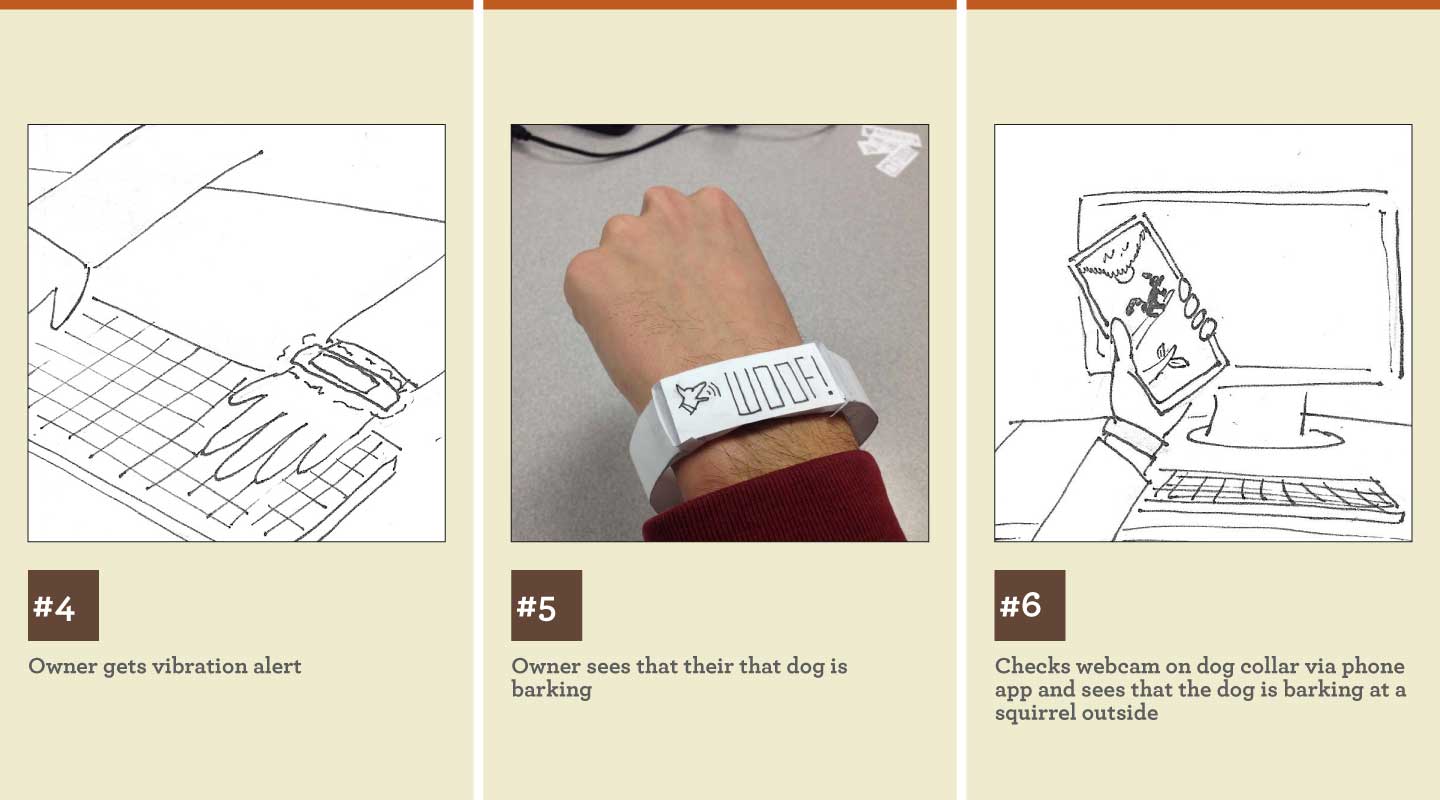 WOOF!
#4
Owner gets vibration alert
#5
Owner sees that their that dog is
barking
#6
Checks webcam on dog collar via phone
app and sees that the dog is barking at a
squirrel outside